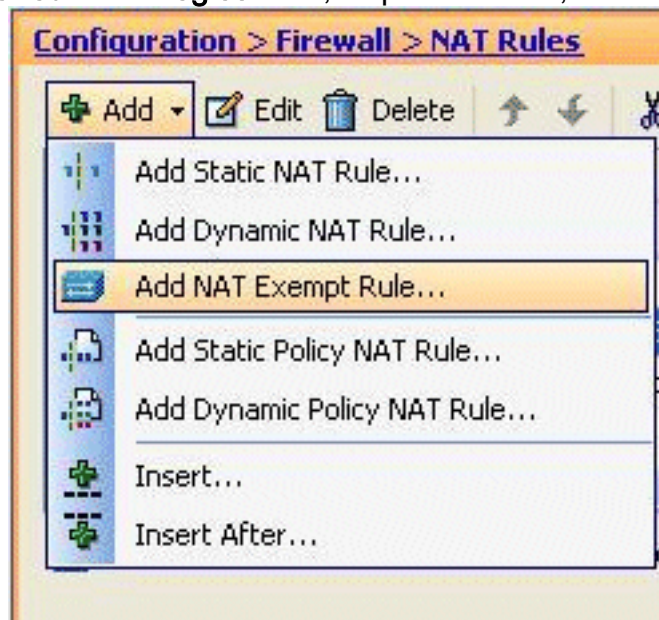 Configuration > Firewall > NAT Rules
Add Edit Delete
Add Static NAT Rule...
Add Dynamic NAT Rule...
Add NAT Exempt Rule...
Add Static Policy NAT Rule...
Add Dynamic Policy NAT Rule...
Insert...
Insert After...